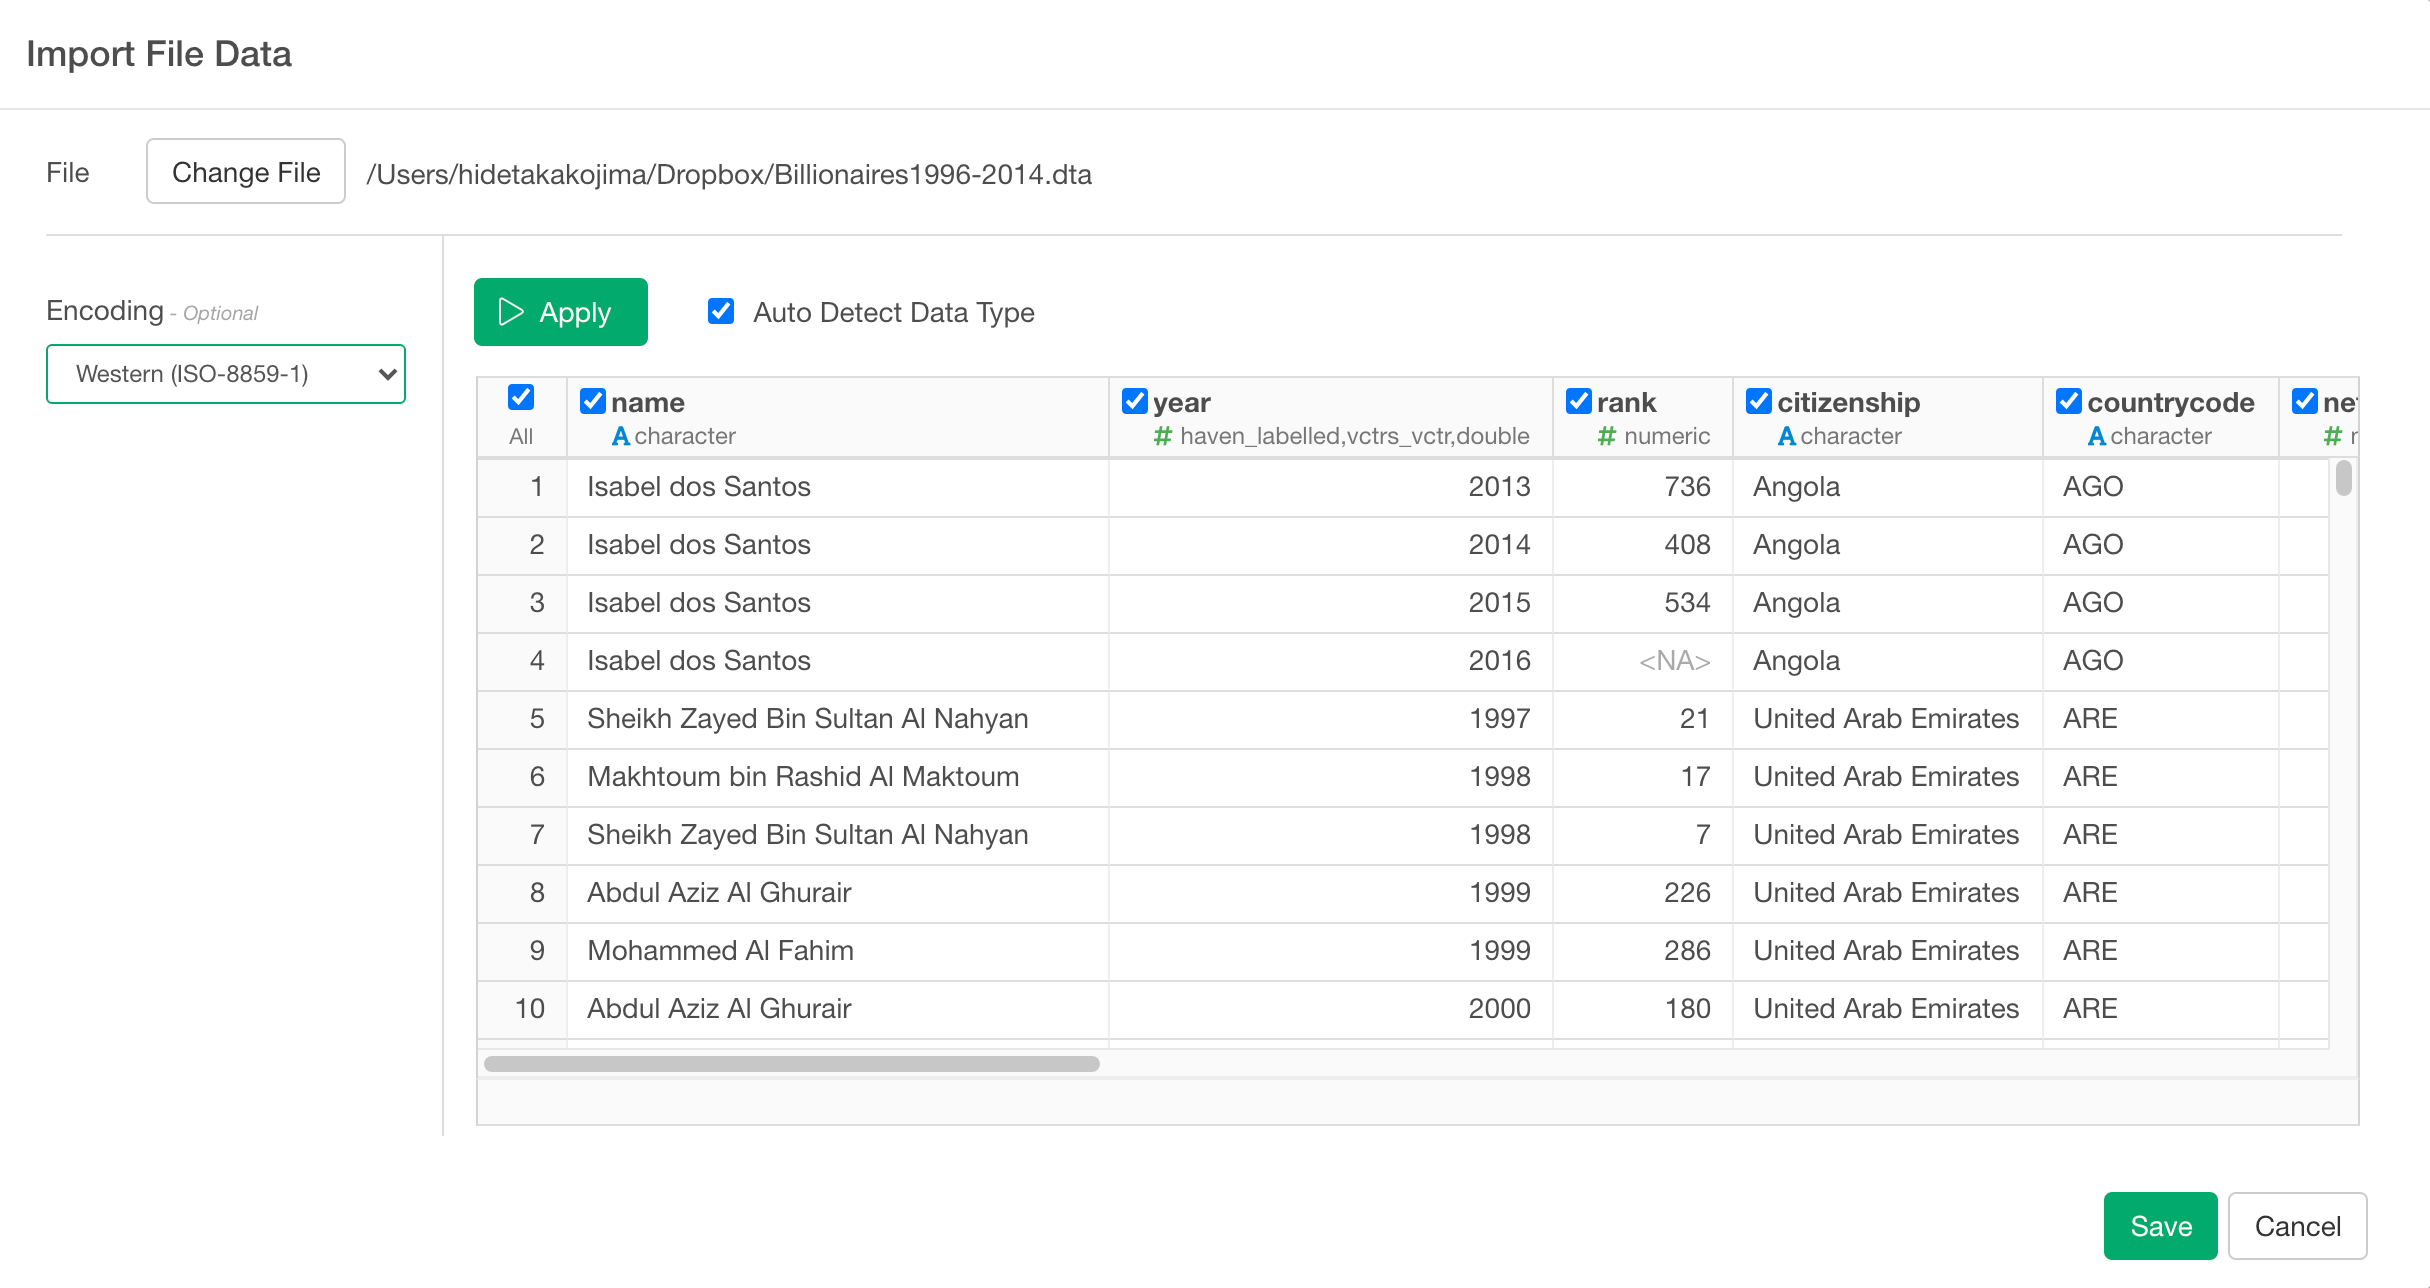 Import File Data
File Change File /Users/hidetakakojima/Dropbox/Billionaires1996-2014.dta
Encoding - Optional
Western (ISO-8859-1)
Apply Auto Detect Data Type
All name year rank citizenship countrycode
A character # haven_labelled,vctrs_vctr,double # numeric A character A character #
1 Isabel dos Santos 2013 736 Angola AGO
2 Isabel dos Santos 2014 408 Angola AGO
3 Isabel dos Santos 2015 534 Angola AGO
4 Isabel dos Santos 2016 <NA> Angola AGO
5 Sheikh Zayed Bin Sultan Al Nahyan 1997 21 United Arab Emirates ARE
6 Makhtoum bin Rashid Al Maktoum 1998 17 United Arab Emirates ARE
7 Sheikh Zayed Bin Sultan Al Nahyan 1998 7 United Arab Emirates ARE
8 Abdul Aziz Al Ghurair 1999 226 United Arab Emirates ARE
9 Mohammed Al Fahim 1999 286 United Arab Emirates ARE
10 Abdul Aziz Al Ghurair 2000 180 United Arab Emirates ARE
Save Cancel